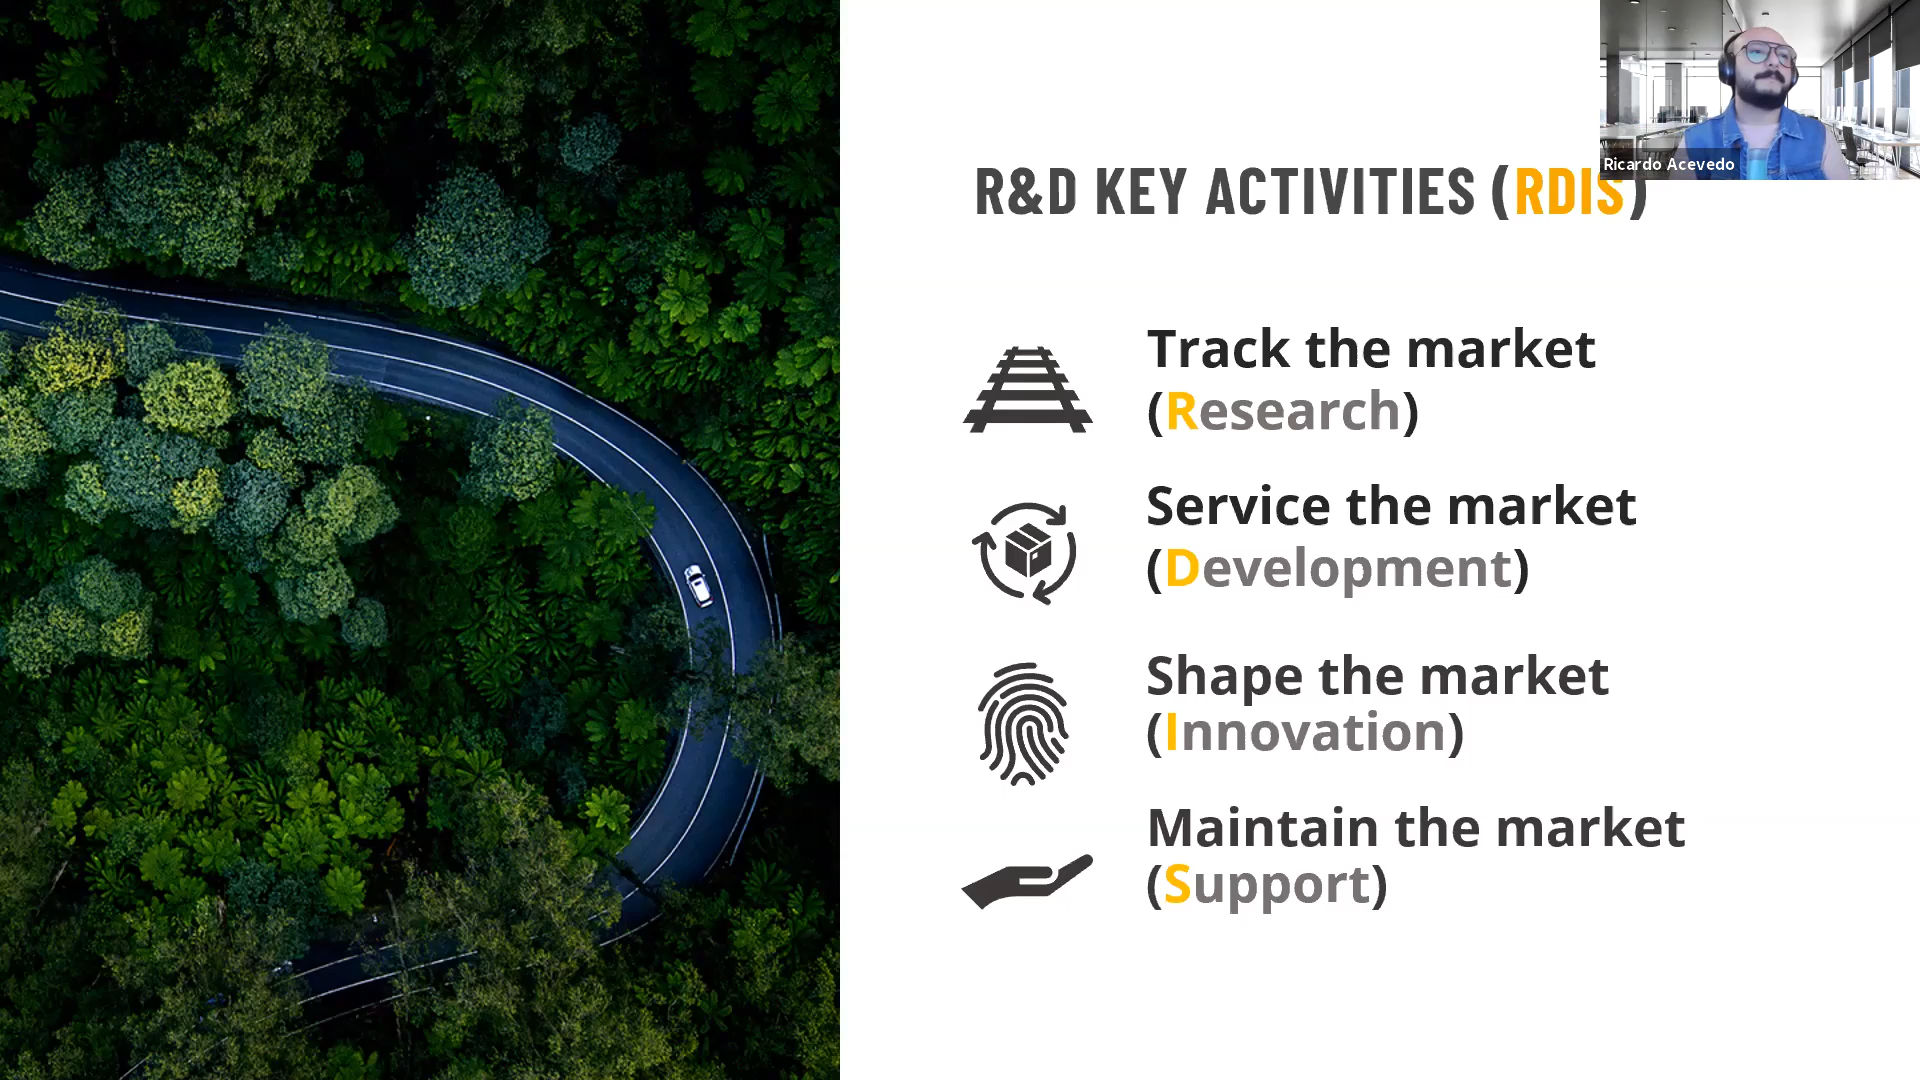 Ricardo Acevedo
R&D KEY ACTIVITIES (RDIS)
Track the market
(Research)
Service the market
(Development)
Shape the market
(Innovation)
Maintain the market
(Support)